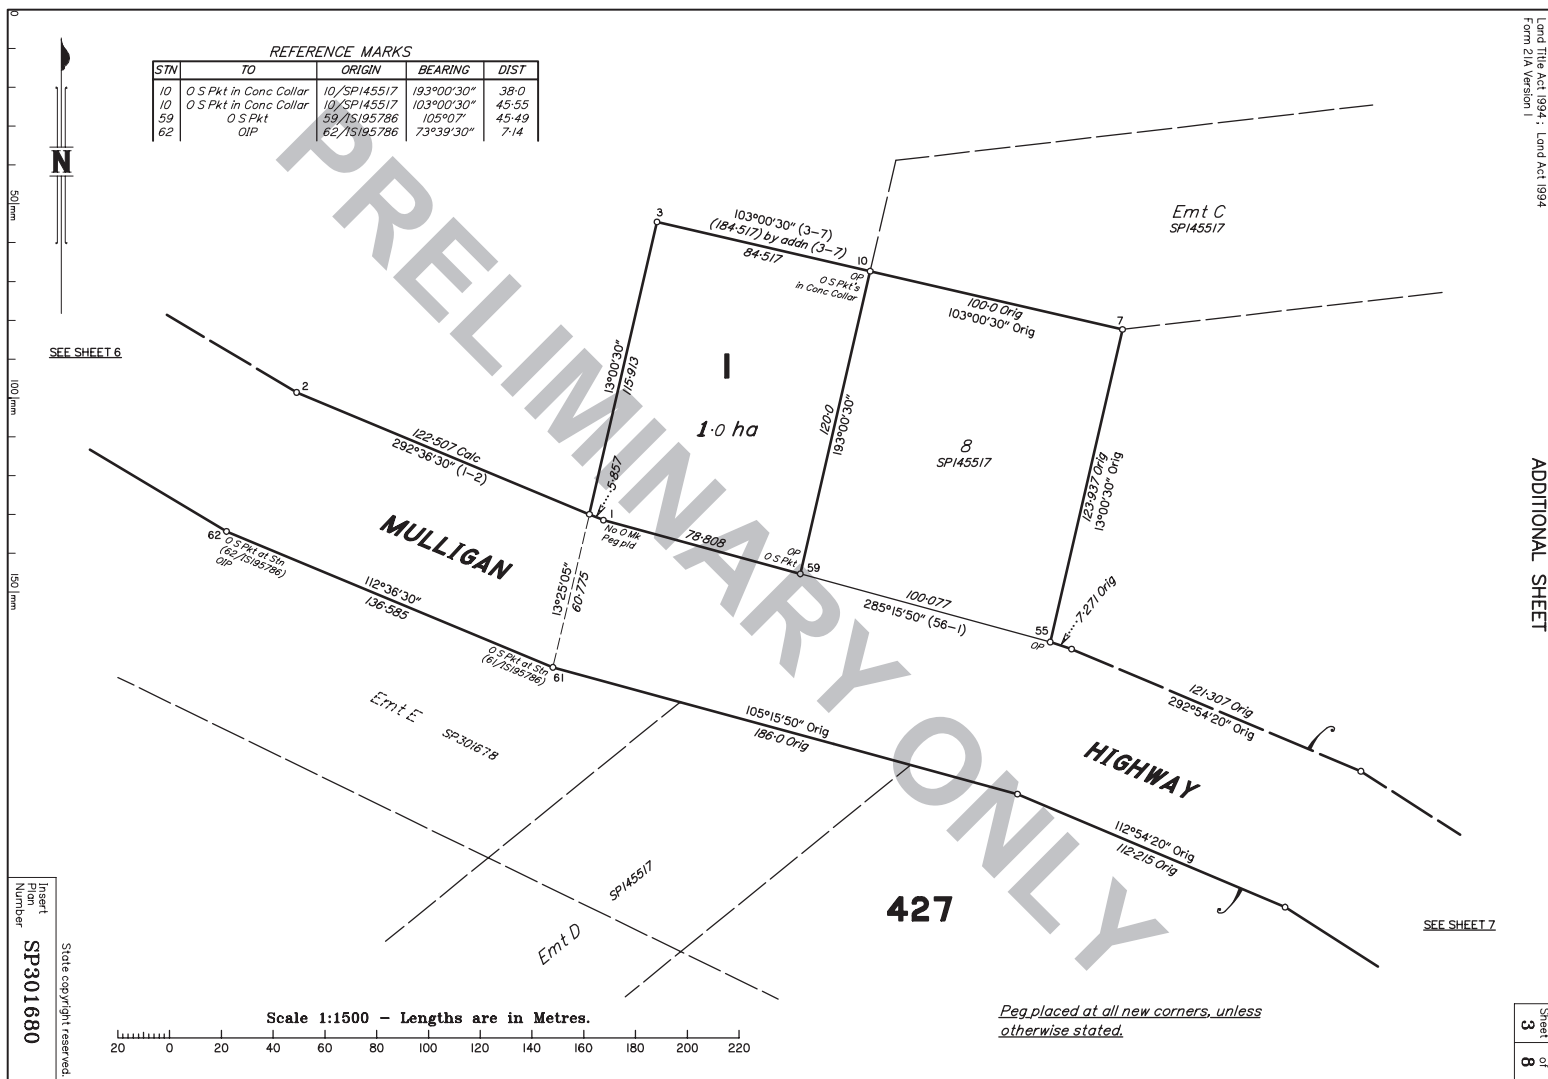 REFERENCE MARKS
STN TO ORIGIN BEARING DIST
10 O S Pkt in Conc Collar 10/SP145517 193°00'30" 38·0
10 O S Pkt in Conc Collar 10/SP145517 103°00'30" 45·55
59 O S Pkt 59/IS195786 105°07' 45·49
62 OIP 62/IS195786 73°39'30" 7·14
Land Title Act 1994 ; Land Act 1994
Form 21A Version 1
0
50 mm
100 mm
150 mm
N
SEE SHEET 6
PRELIMINARY ONLY
Emt C
SP145517
3
103°00'30" (3-7)
(184·517) by addn (3-7)
84·517
10
OP
O S Pkt's
in Conc Collar
100·0 Orig
103°00'30" Orig
7
13°00'30"
115·913
1
1·0 ha
120·0
193°00'30"
8
SP145517
123·937 Orig
13°00'30" Orig
2
122·507 Calc
292°36'30" (1-2)
5·857
1
No O Mk
Peg pld
78·808
OP
O S Pkt
59
100·077
285°15'50" (56-1)
55
OP
7·271 Orig
MULLIGAN
62
O S Pkt at Stn
(62/IS195786)
OIP
112°36'30"
136·585
13°25'05"
60·775
O S Pkt at Stn
(61/IS195786)
61
121·307 Orig
292°54'20" Orig
Emt E
SP301678
105°15'50" Orig
186·0 Orig
HIGHWAY
112°54'20" Orig
112·215 Orig
SP145517
Emt D
427
ADDITIONAL SHEET
SEE SHEET 7
Insert
Plan
Number
SP301680
State copyright reserved.
Scale 1:1500 – Lengths are in Metres.
20 0 20 40 60 80 100 120 140 160 180 200 220
Peg placed at all new corners, unless
otherwise stated.
Sheet of
3 8